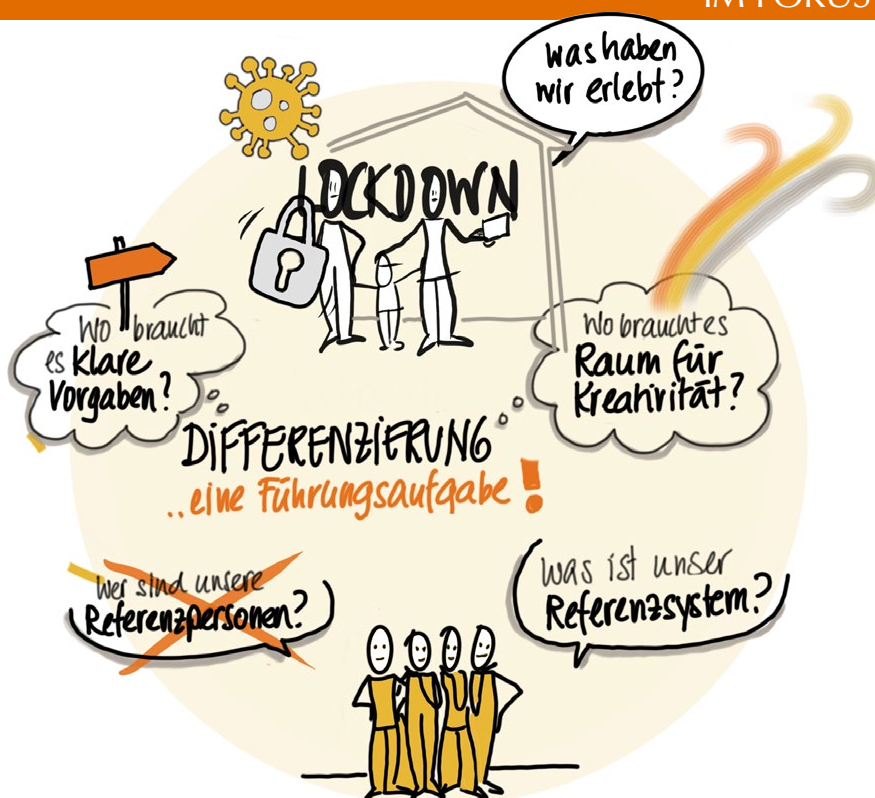 IM FOKUS
was haben
wir erlebt?
LOCKDOWN
Wo braucht
es klare
Vorgaben?
Wo braucht es
Raum für
Kreativität?
DIFFERENZIERUNG
..eine Führungsaufgabe!
Wer sind unsere
Referenzpersonen?
Was ist unser
Referenzsystem?